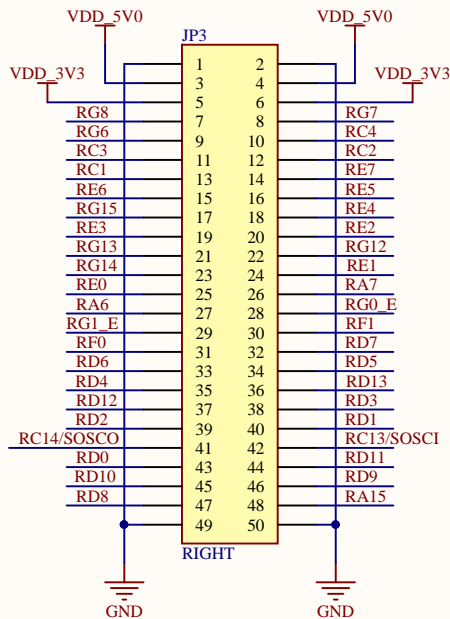 VDD_5V0 VDD_5V0
JP3
1 2
VDD_3V3 3 4 VDD_3V3
5 6
RG8 7 8 RG7
RG6 9 10 RC4
RC3 11 12 RC2
RC1 13 14 RE7
RE6 15 16 RE5
RG15 17 18 RE4
RE3 19 20 RE2
RG13 21 22 RG12
RG14 23 24 RE1
RE0 25 26 RA7
RA6 27 28 RG0_E
RG1_E 29 30 RF1
RF0 31 32 RD7
RD6 33 34 RD5
RD4 35 36 RD13
RD12 37 38 RD3
RD2 39 40 RD1
RC14/SOSCO 41 42 RC13/SOSCI
RD0 43 44 RD11
RD10 45 46 RD9
RD8 47 48 RA15
49 50
RIGHT
GND GND